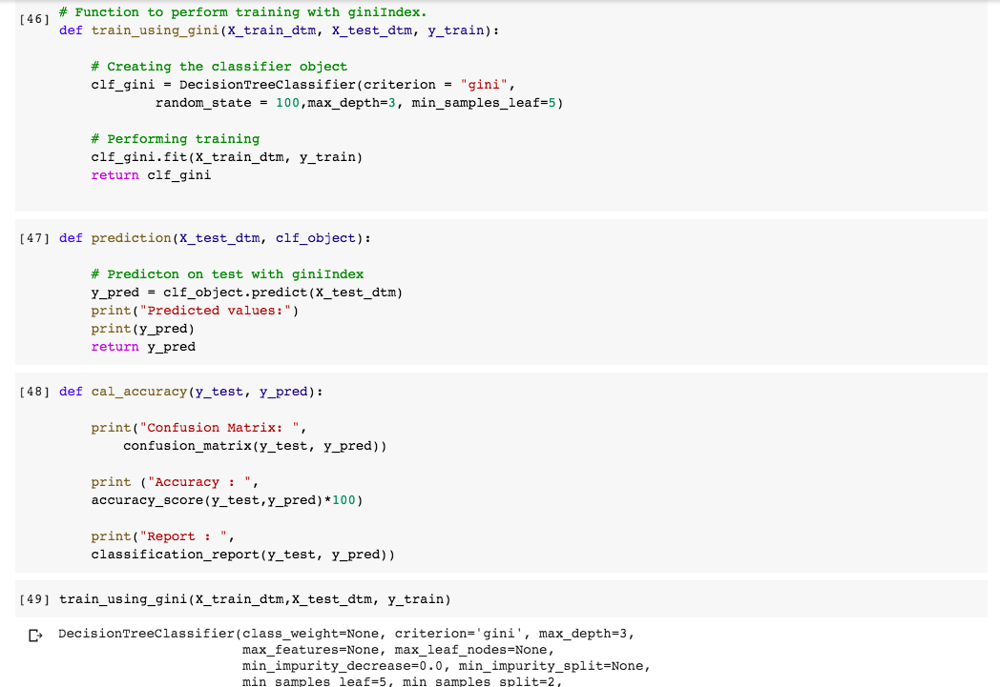 [46] # Function to perform training with giniIndex.
def train_using_gini(X_train_dtm, X_test_dtm, y_train):
# Creating the classifier object
clf_gini = DecisionTreeClassifier(criterion = "gini",
random_state = 100,max_depth=3, min_samples_leaf=5)
# Performing training
clf_gini.fit(X_train_dtm, y_train)
return clf_gini
[47] def prediction(X_test_dtm, clf_object):
# Predicton on test with giniIndex
y_pred = clf_object.predict(X_test_dtm)
print("Predicted values:")
print(y_pred)
return y_pred
[48] def cal_accuracy(y_test, y_pred):
print("Confusion Matrix: ",
confusion_matrix(y_test, y_pred))
print ("Accuracy : ",
accuracy_score(y_test,y_pred)*100)
print("Report : ",
classification_report(y_test, y_pred))
[49] train_using_gini(X_train_dtm,X_test_dtm, y_train)
DecisionTreeClassifier(class_weight=None, criterion='gini', max_depth=3,
max_features=None, max_leaf_nodes=None,
min_impurity_decrease=0.0, min_impurity_split=None,
min_samples_leaf=5, min_samples_split=2,